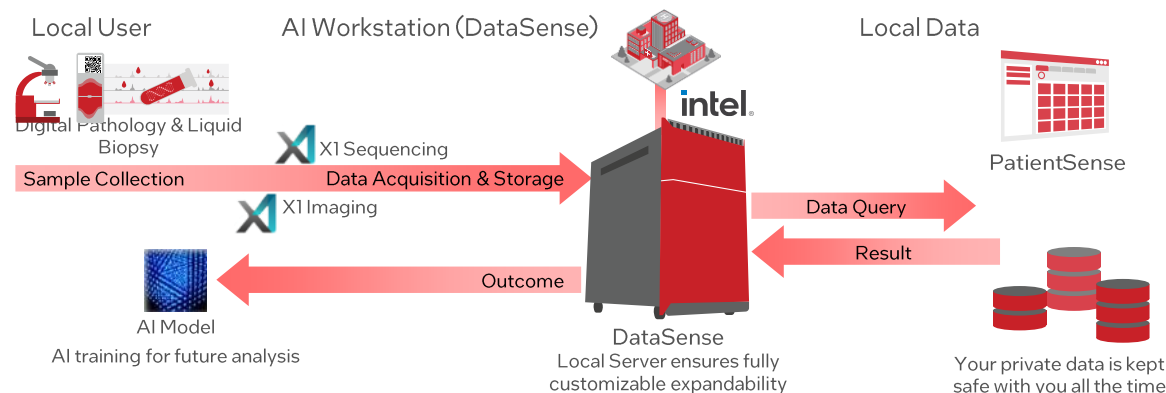 Local User
AI Workstation (DataSense)
Local Data
intel®
Digital Pathology & Liquid
Biopsy
X1 Sequencing
PatientSense
Sample Collection
Data Acquisition & Storage
X1 Imaging
Data Query
Result
Outcome
AI Model
AI training for future analysis
DataSense
Local Server ensures fully
customizable expandability
Your private data is kept
safe with you all the time